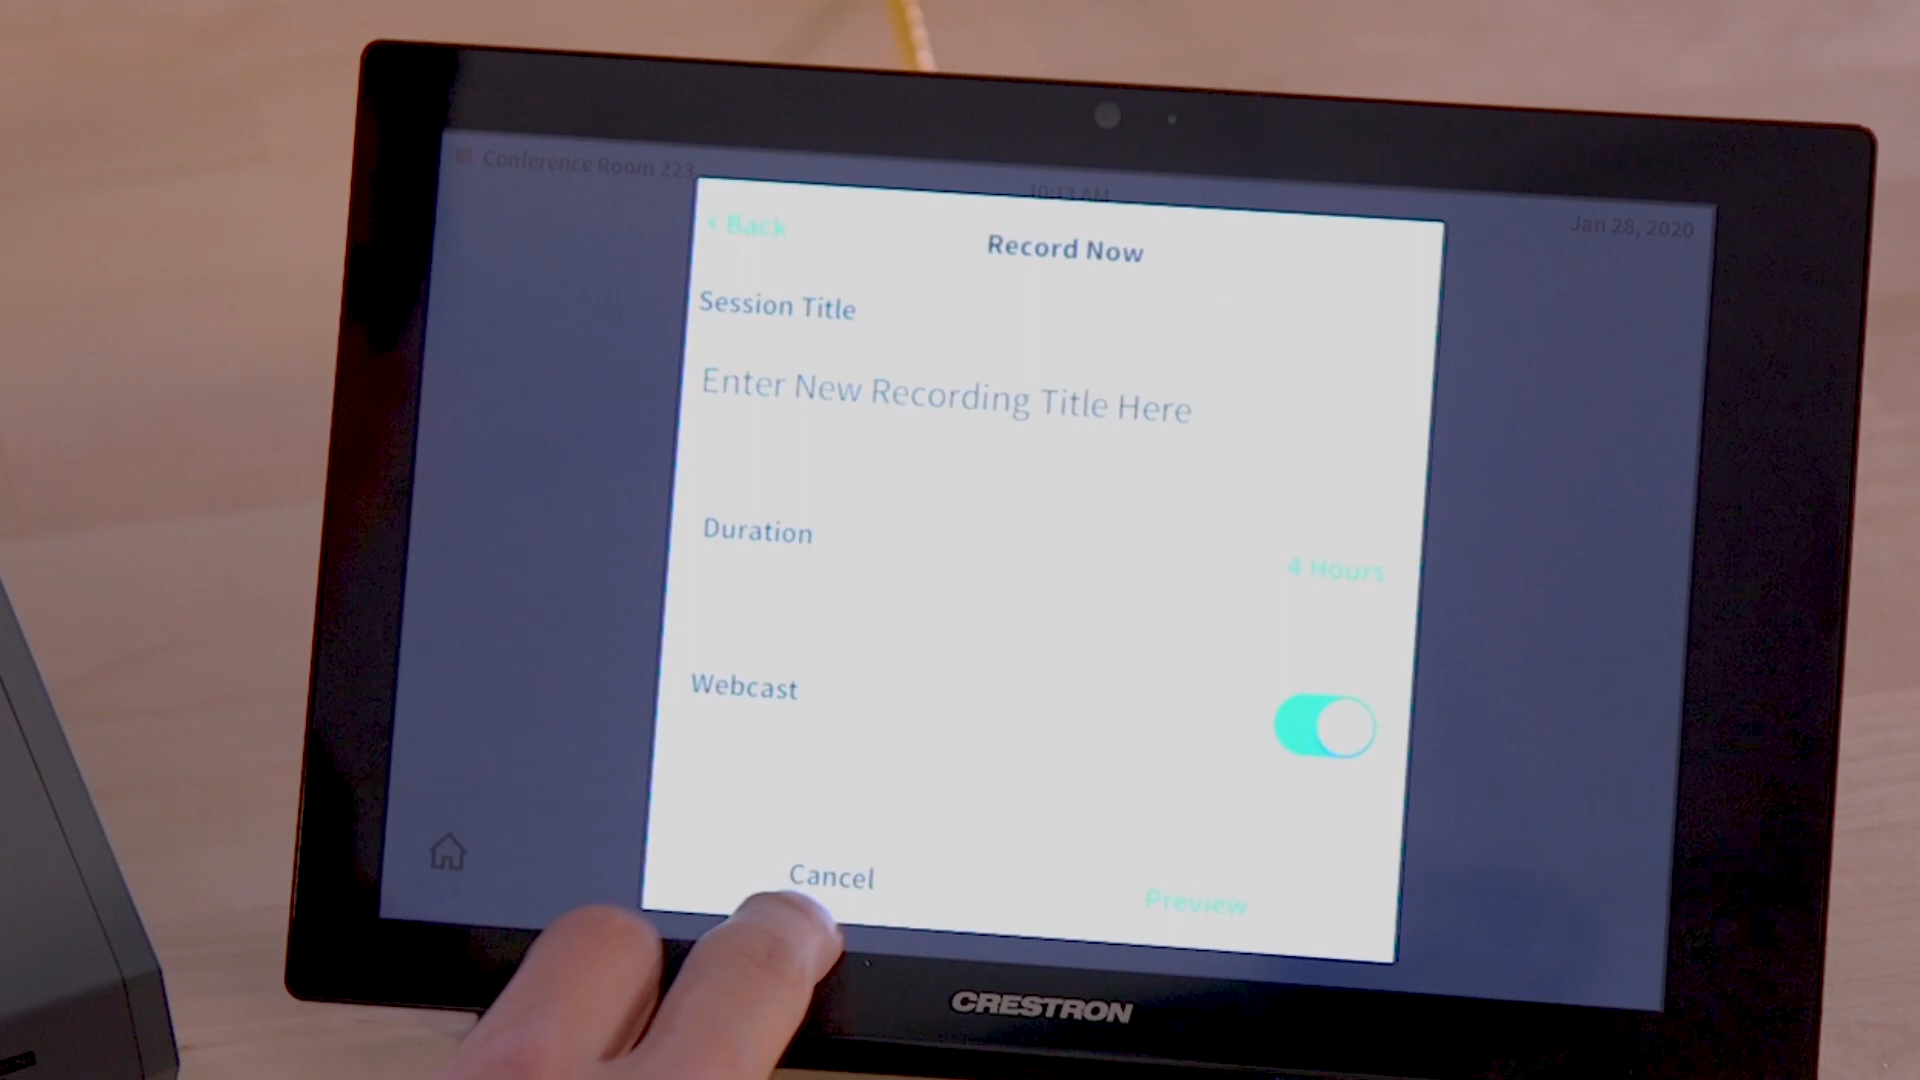 Conference Room 223
10:13 AM
Jan 28, 2020
< Back
Record Now
Session Title
Enter New Recording Title Here
Duration
4 Hours
Webcast
Cancel
Preview
CRESTRON